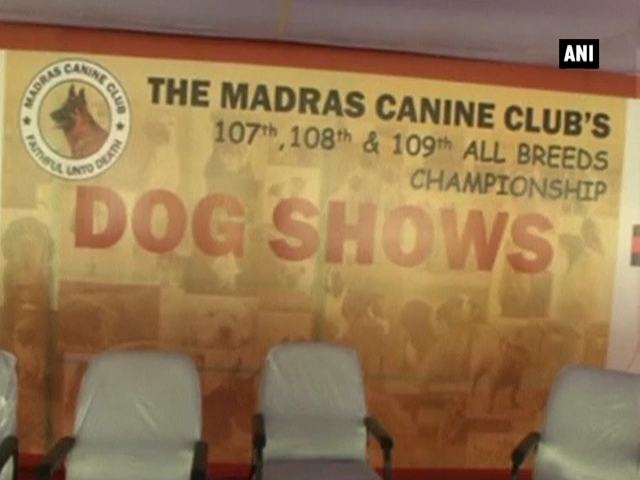 ANI
MADRAS CANINE CLUB
FAITHFUL UNTO DEATH
THE MADRAS CANINE CLUB'S
107th, 108th & 109th ALL BREEDS
CHAMPIONSHIP
DOG SHOWS